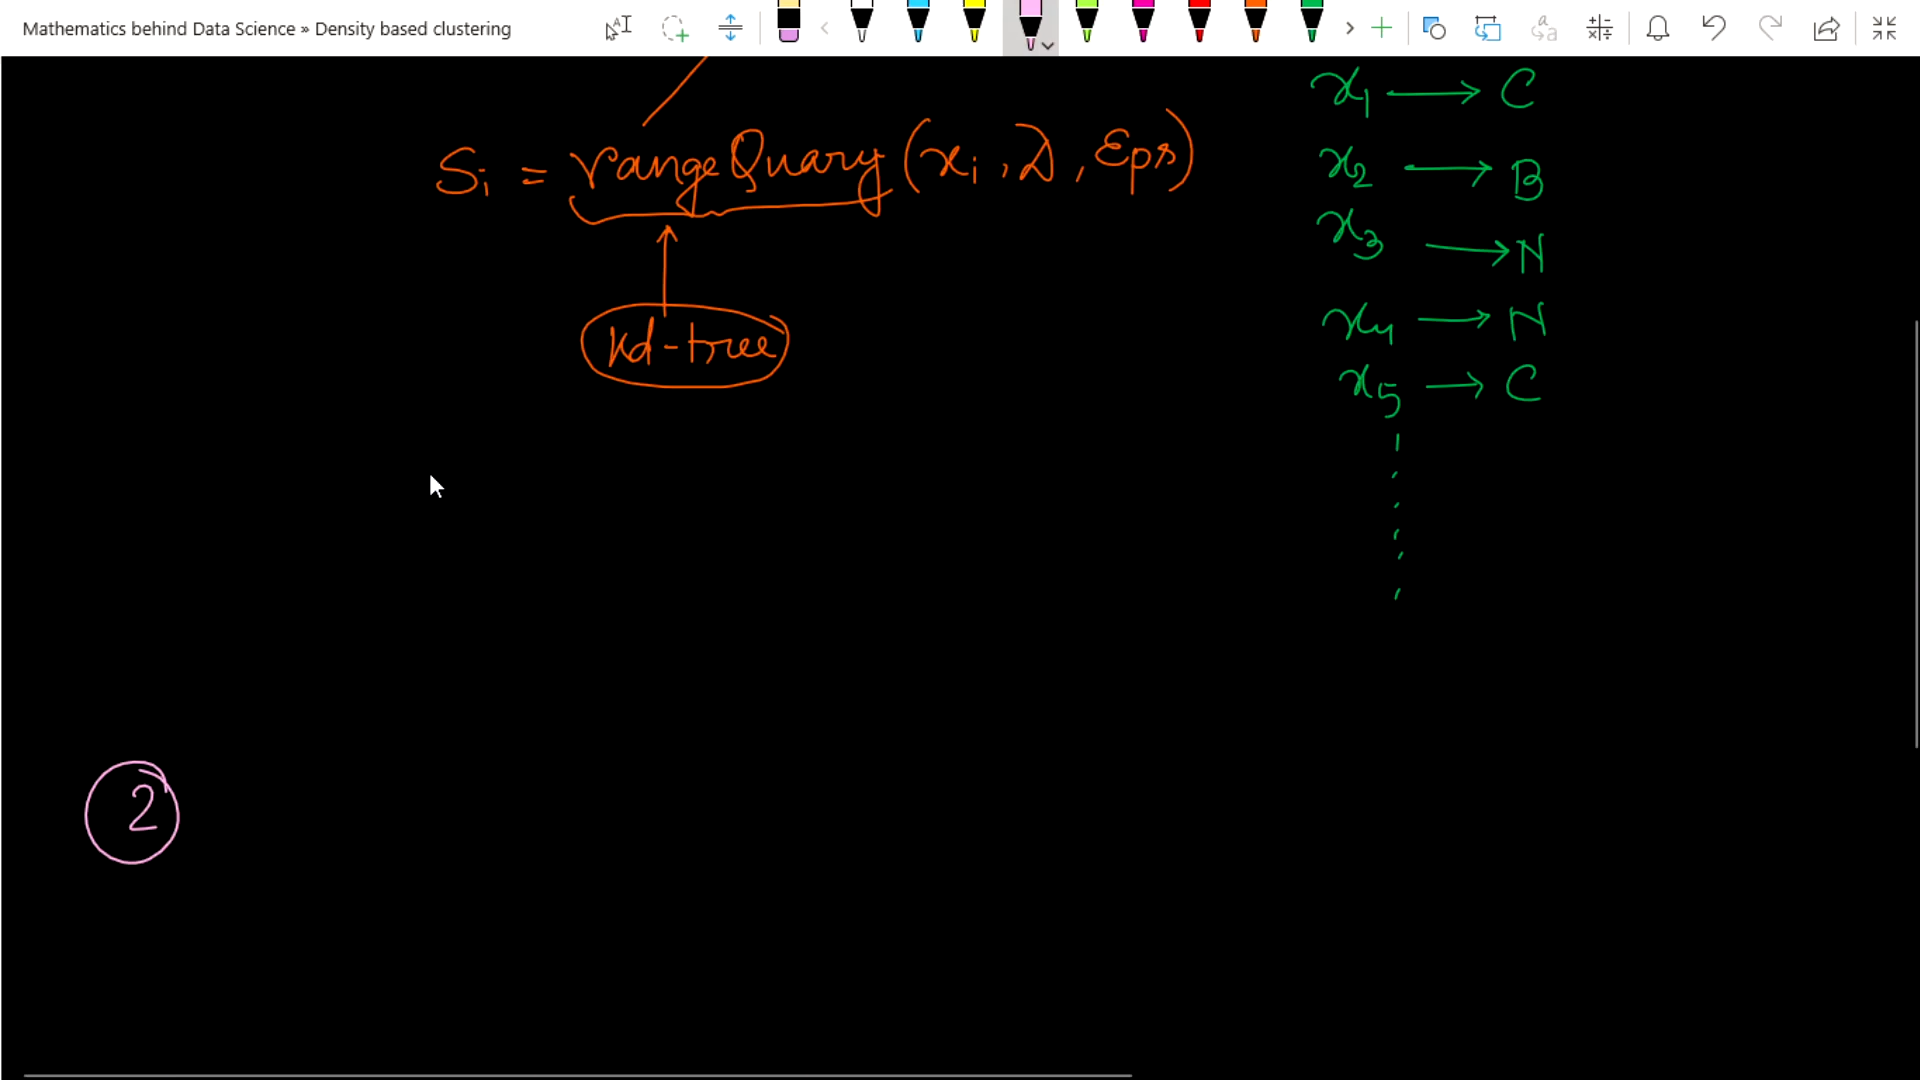 Mathematics behind Data Science » Density based clustering
Si = rangeQuary (xi, D, Eps)
kd-tree
x1 → C
x2 → B
x3 → N
x4 → N
x5 → C
2